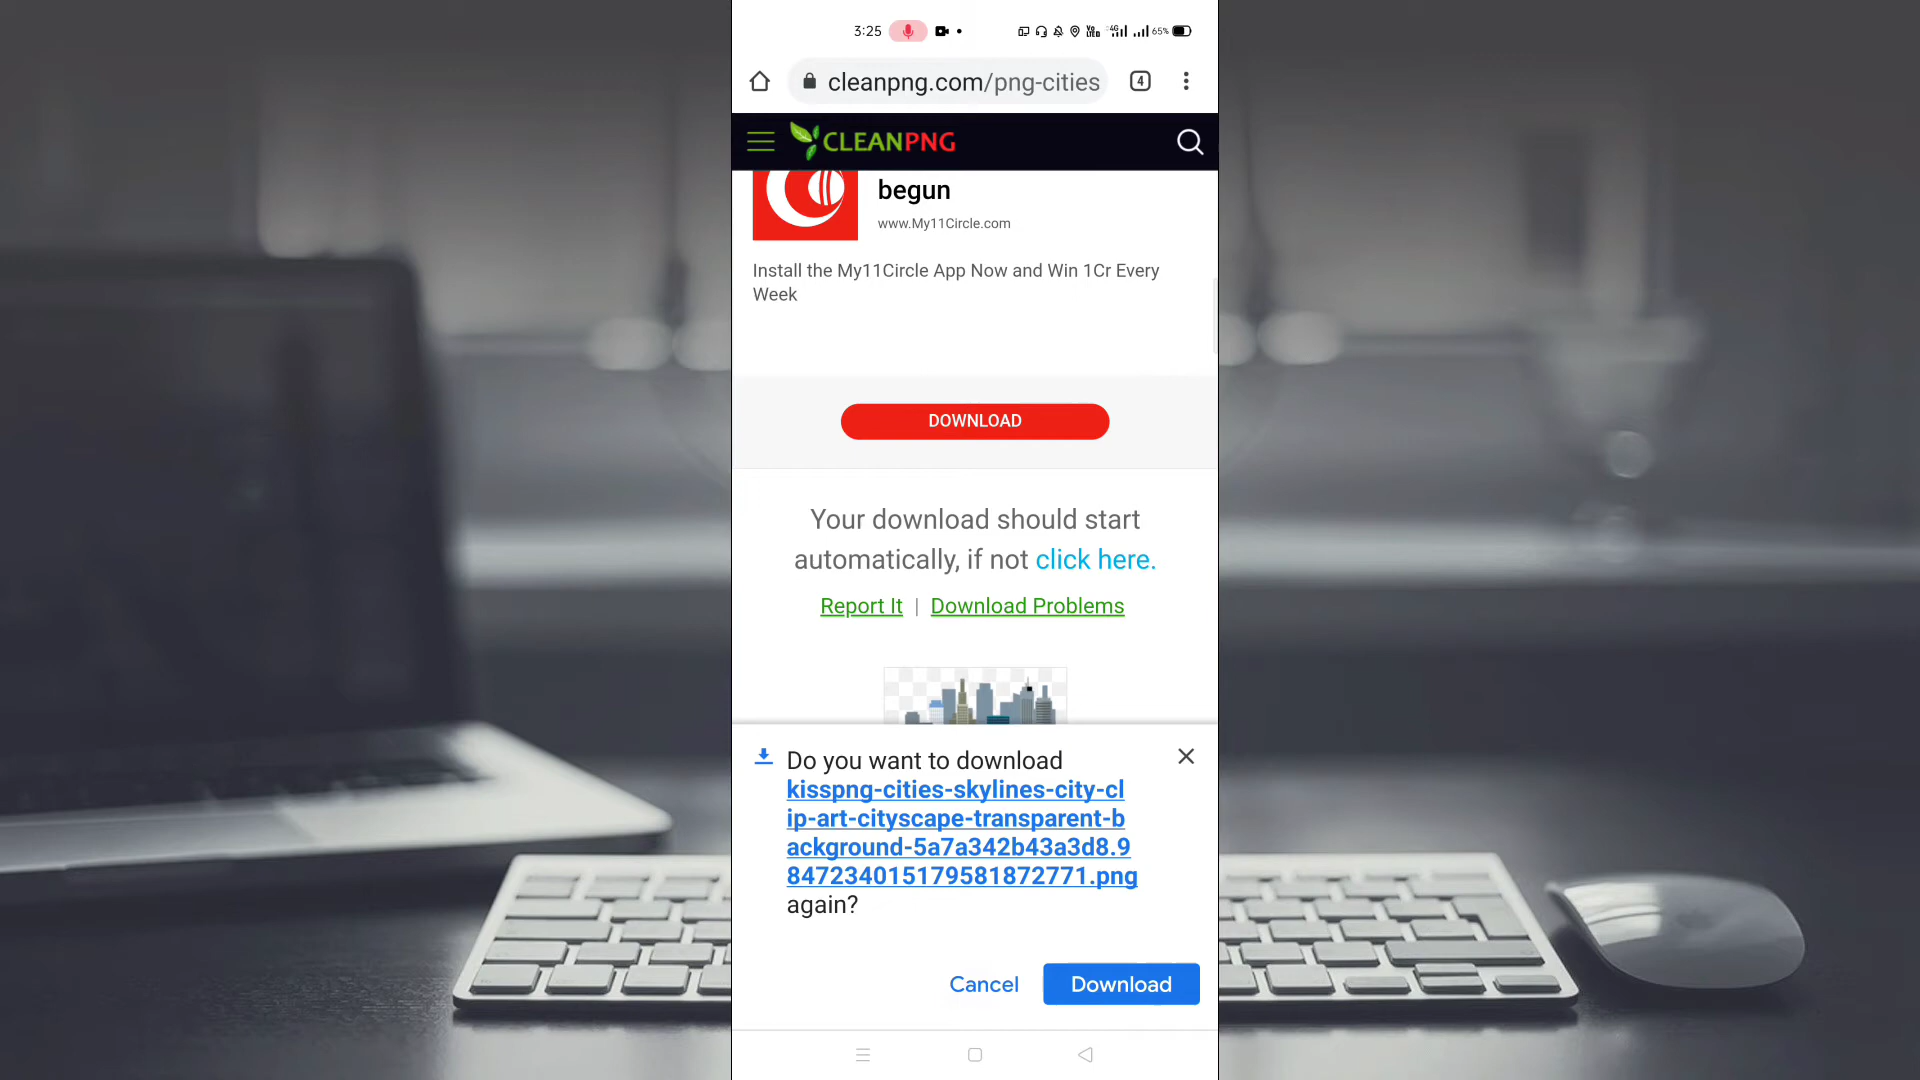 3:25
65%
cleanpng.com/png-cities
4
CLEANPNG
begun
www.My11Circle.com
Install the My11Circle App Now and Win 1Cr Every
Week
DOWNLOAD
Your download should start
automatically, if not click here.
Report It | Download Problems
Do you want to download
kisspng-cities-skylines-city-cl
ip-art-cityscape-transparent-b
ackground-5a7a342b43a3d8.9
847234015179581872771.png
again?
Cancel
Download